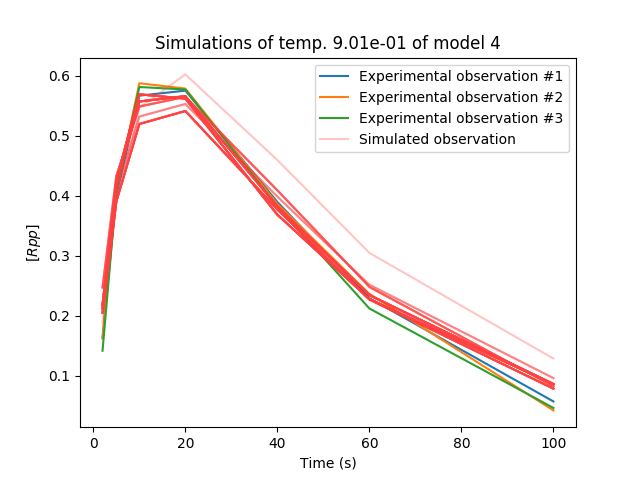 Simulations of temp. 9.01e-01 of model 4
Experimental observation #1
Experimental observation #2
Experimental observation #3
Simulated observation
[Rpp]
0.6
0.5
0.4
0.3
0.2
0.1
0 20 40 60 80 100
Time (s)